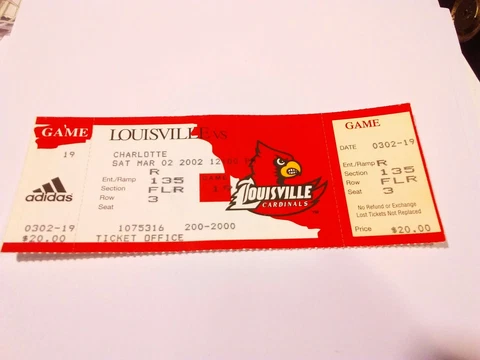 GAME
19
adidas
0302-19
$20.00
LOUISVILLE VS
CHARLOTTE
SAT MAR 02 2002
R
Ent./Ramp 135
Section FLR
Row 3
Seat
GAME
1075316 200-2000
TICKET OFFICE
LOUISVILLE
CARDINALS
GAME
DATE 0302-19
R
Ent./Ramp 135
Section FLR
Row 3
Seat
No Refund or Exchange
Lost Tickets Not Replaced
Price $20.00